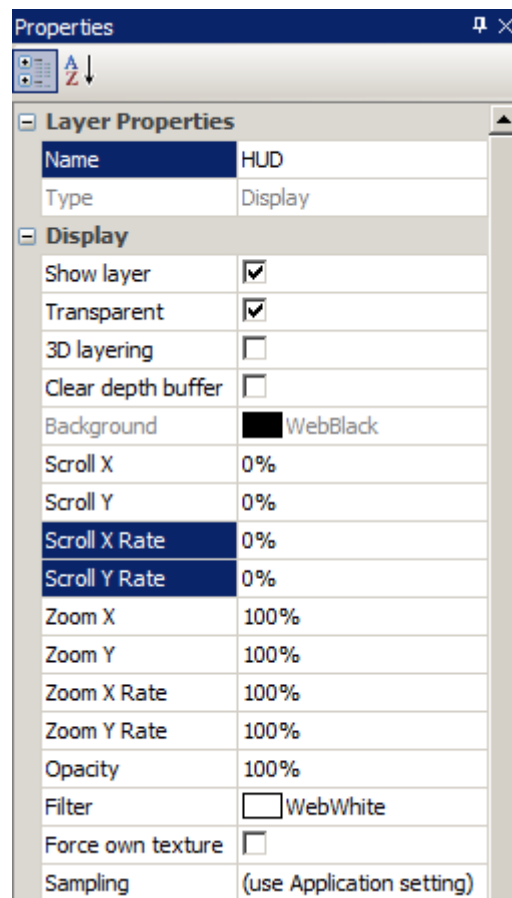 Properties
A
Z
Layer Properties
Name HUD
Type Display
Display
Show layer
Transparent
3D layering
Clear depth buffer
Background WebBlack
Scroll X 0%
Scroll Y 0%
Scroll X Rate 0%
Scroll Y Rate 0%
Zoom X 100%
Zoom Y 100%
Zoom X Rate 100%
Zoom Y Rate 100%
Opacity 100%
Filter WebWhite
Force own texture
Sampling (use Application setting)